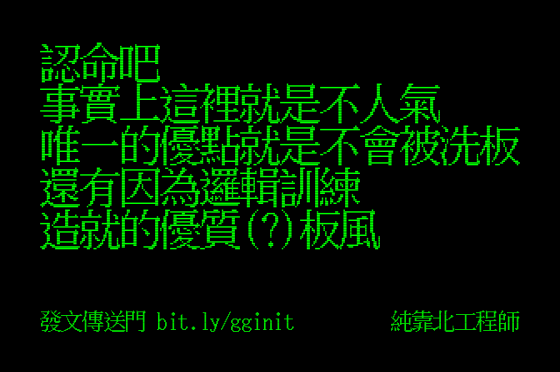 認命吧
事實上這裡就是不人氣
唯一的優點就是不會被洗板
還有因為邏輯訓練
造就的優質(?)板風
發文傳送門 bit.ly/gginit
純靠北工程師